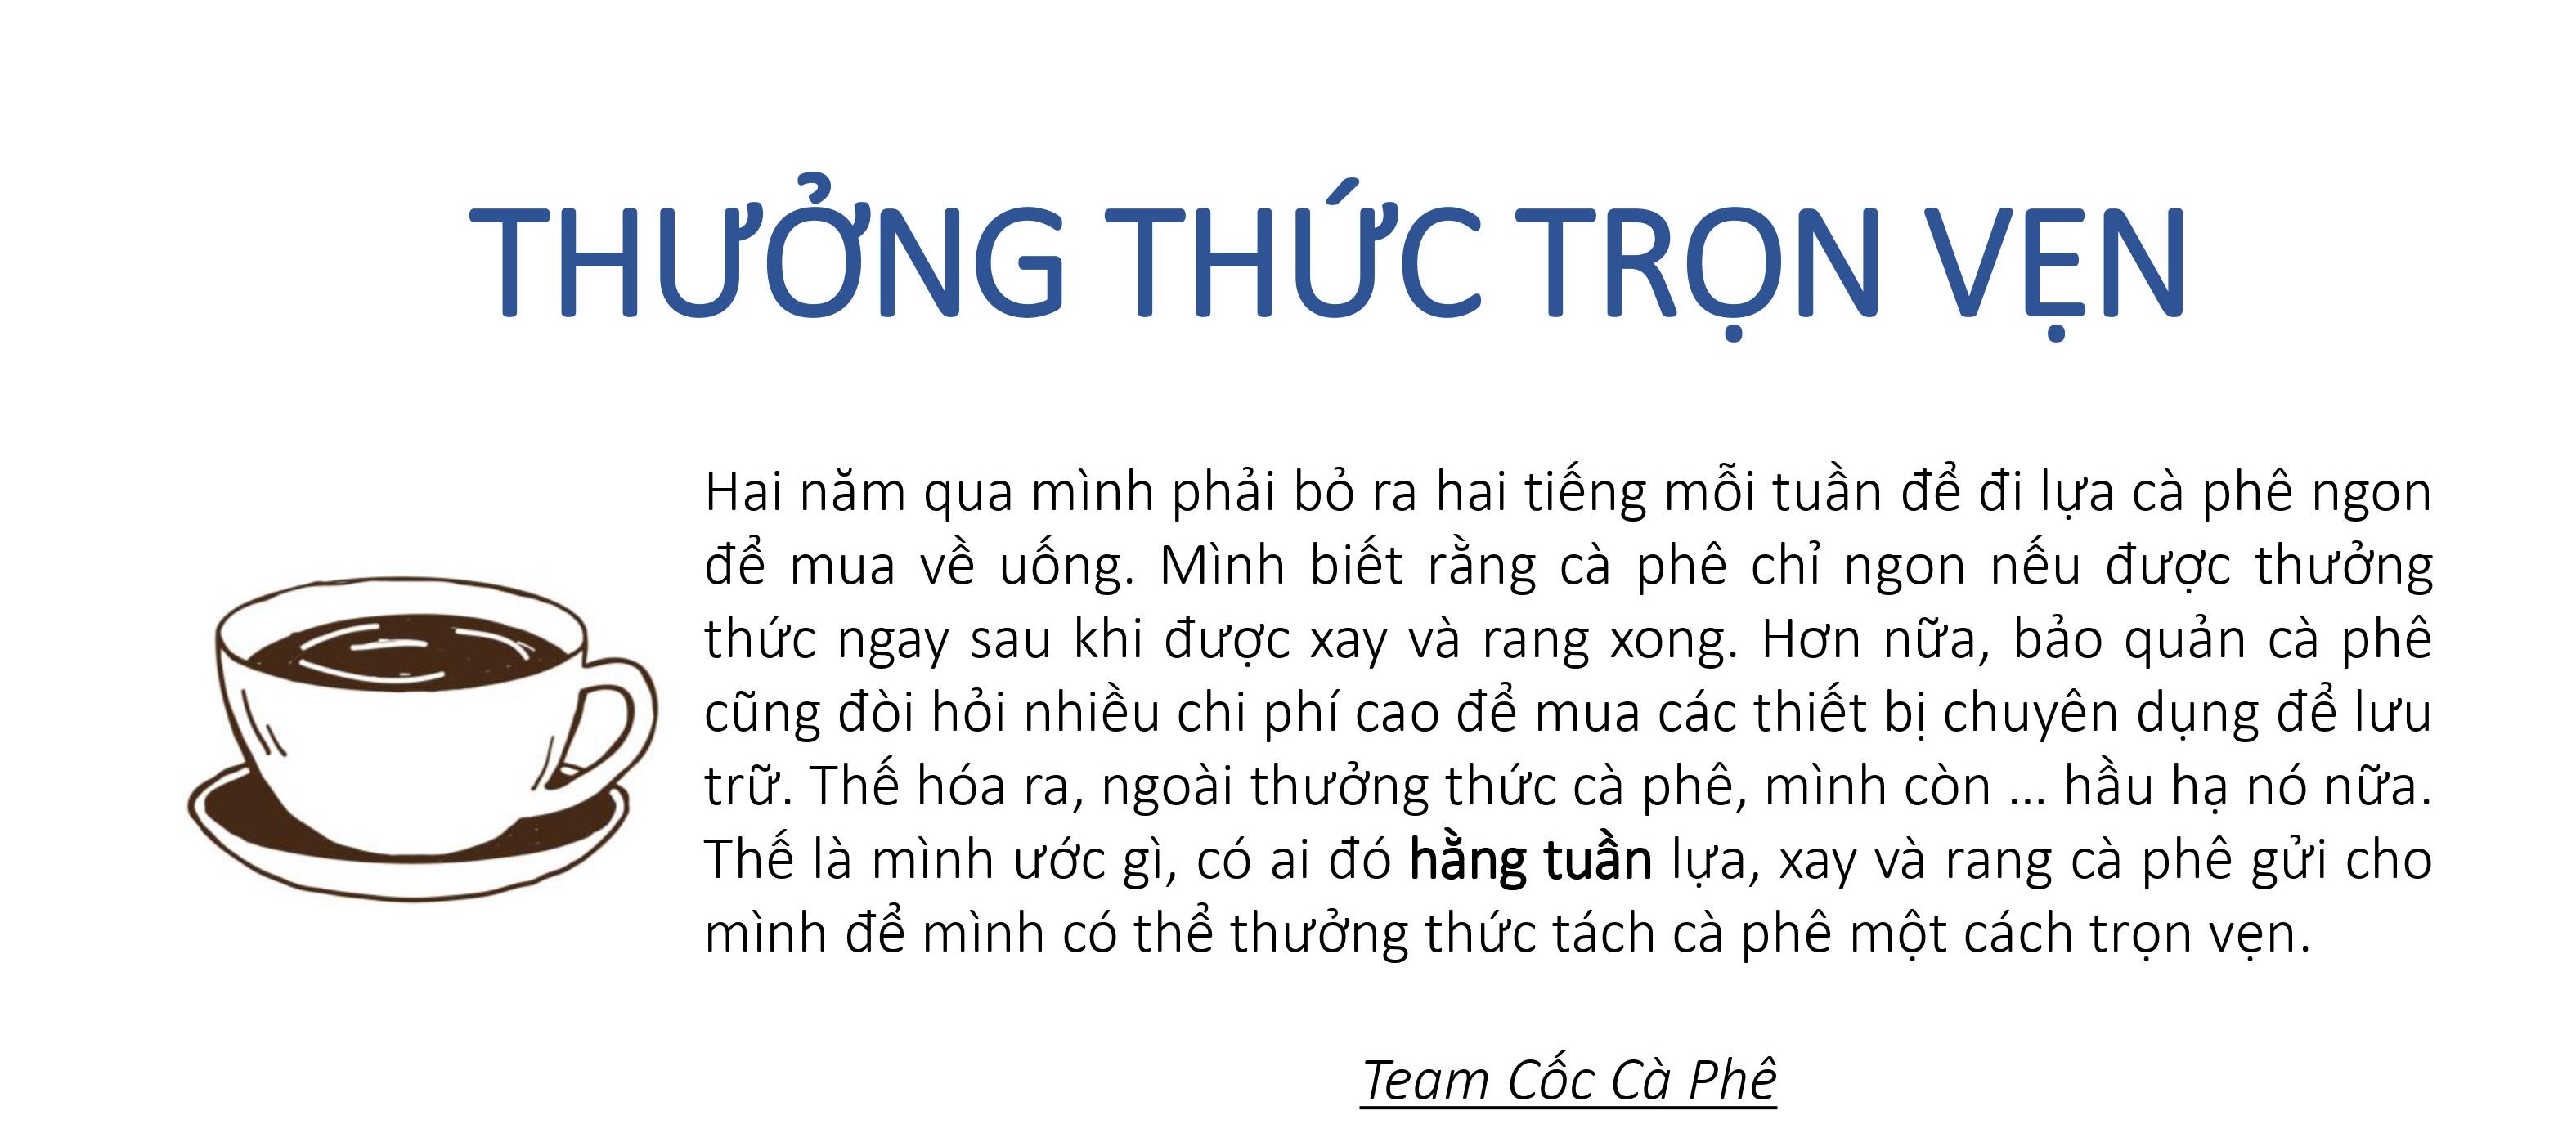 THƯỞNG THỨC TRỌN VẸN
Hai năm qua mình phải bỏ ra hai tiếng mỗi tuần để đi lựa cà phê ngon
để mua về uống. Mình biết rằng cà phê chỉ ngon nếu được thưởng
thức ngay sau khi được xay và rang xong. Hơn nữa, bảo quản cà phê
cũng đòi hỏi nhiều chi phí cao để mua các thiết bị chuyên dụng để lưu
trữ. Thế hóa ra, ngoài thưởng thức cà phê, mình còn ... hầu hạ nó nữa.
Thế là mình ước gì, có ai đó hằng tuần lựa, xay và rang cà phê gửi cho
mình để mình có thể thưởng thức tách cà phê một cách trọn vẹn.
Team Cốc Cà Phê